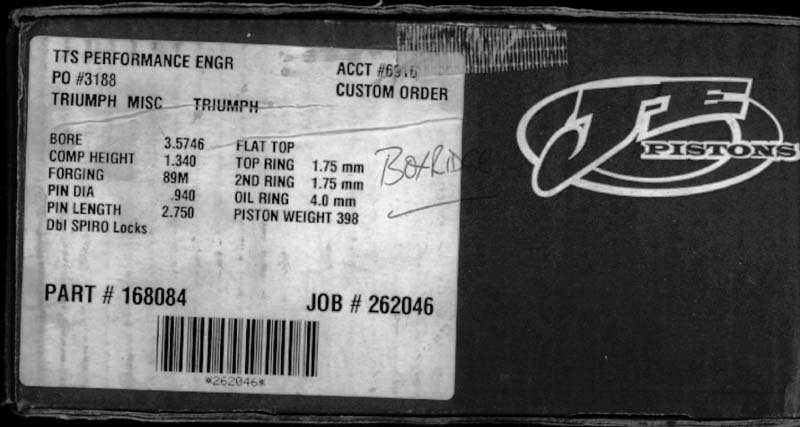 TTS PERFORMANCE ENGR
PO #3188
TRIUMPH MISC TRIUMPH
ACCT #6916
CUSTOM ORDER
BORE 3.5746
COMP HEIGHT 1.340
FORGING 89M
PIN DIA .940
PIN LENGTH 2.750
Dbl SPIRO Locks
FLAT TOP
TOP RING 1.75 mm
2ND RING 1.75 mm
OIL RING 4.0 mm
PISTON WEIGHT 398
BOXRIDGE
PART # 168084
JOB # 262046
*262046*
JE
PISTONS